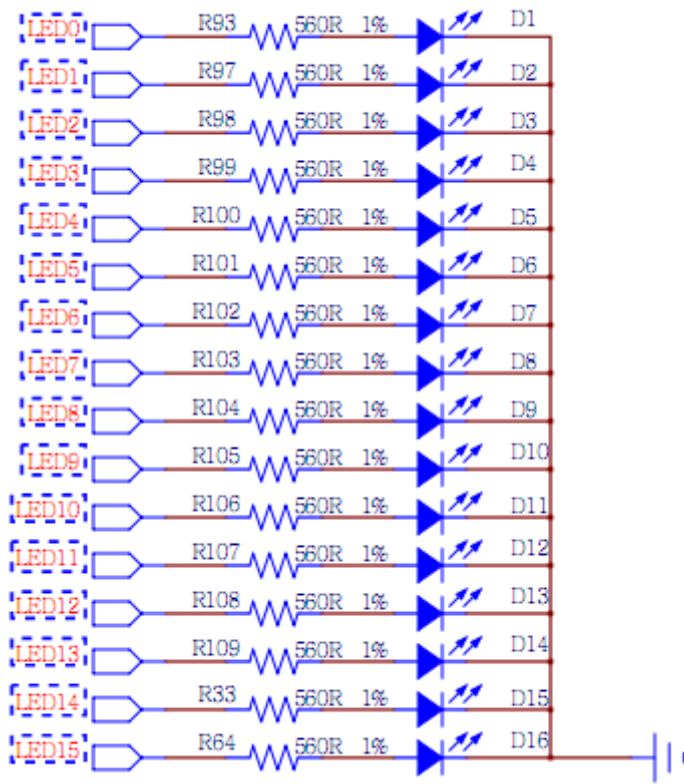 LED0 R93 560R 1% D1
LED1 R97 560R 1% D2
LED2 R98 560R 1% D3
LED3 R99 560R 1% D4
LED4 R100 560R 1% D5
LED5 R101 560R 1% D6
LED6 R102 560R 1% D7
LED7 R103 560R 1% D8
LED8 R104 560R 1% D9
LED9 R105 560R 1% D10
LED10 R106 560R 1% D11
LED11 R107 560R 1% D12
LED12 R108 560R 1% D13
LED13 R109 560R 1% D14
LED14 R33 560R 1% D15
LED15 R64 560R 1% D16